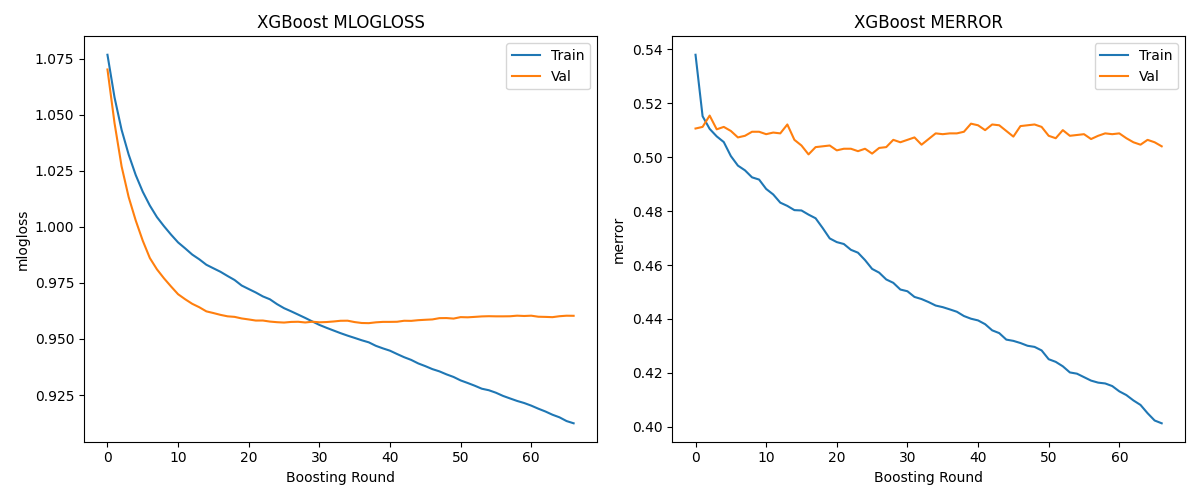 XGBoost MLOGLOSS
1.075
1.050
1.025
1.000
0.975
0.950
0.925
mlogloss
0
10
20
30
40
50
60
Boosting Round
Train
Val
XGBoost MERROR
0.54
0.52
0.50
0.48
0.46
0.44
0.42
0.40
merror
0
10
20
30
40
50
60
Boosting Round
Train
Val